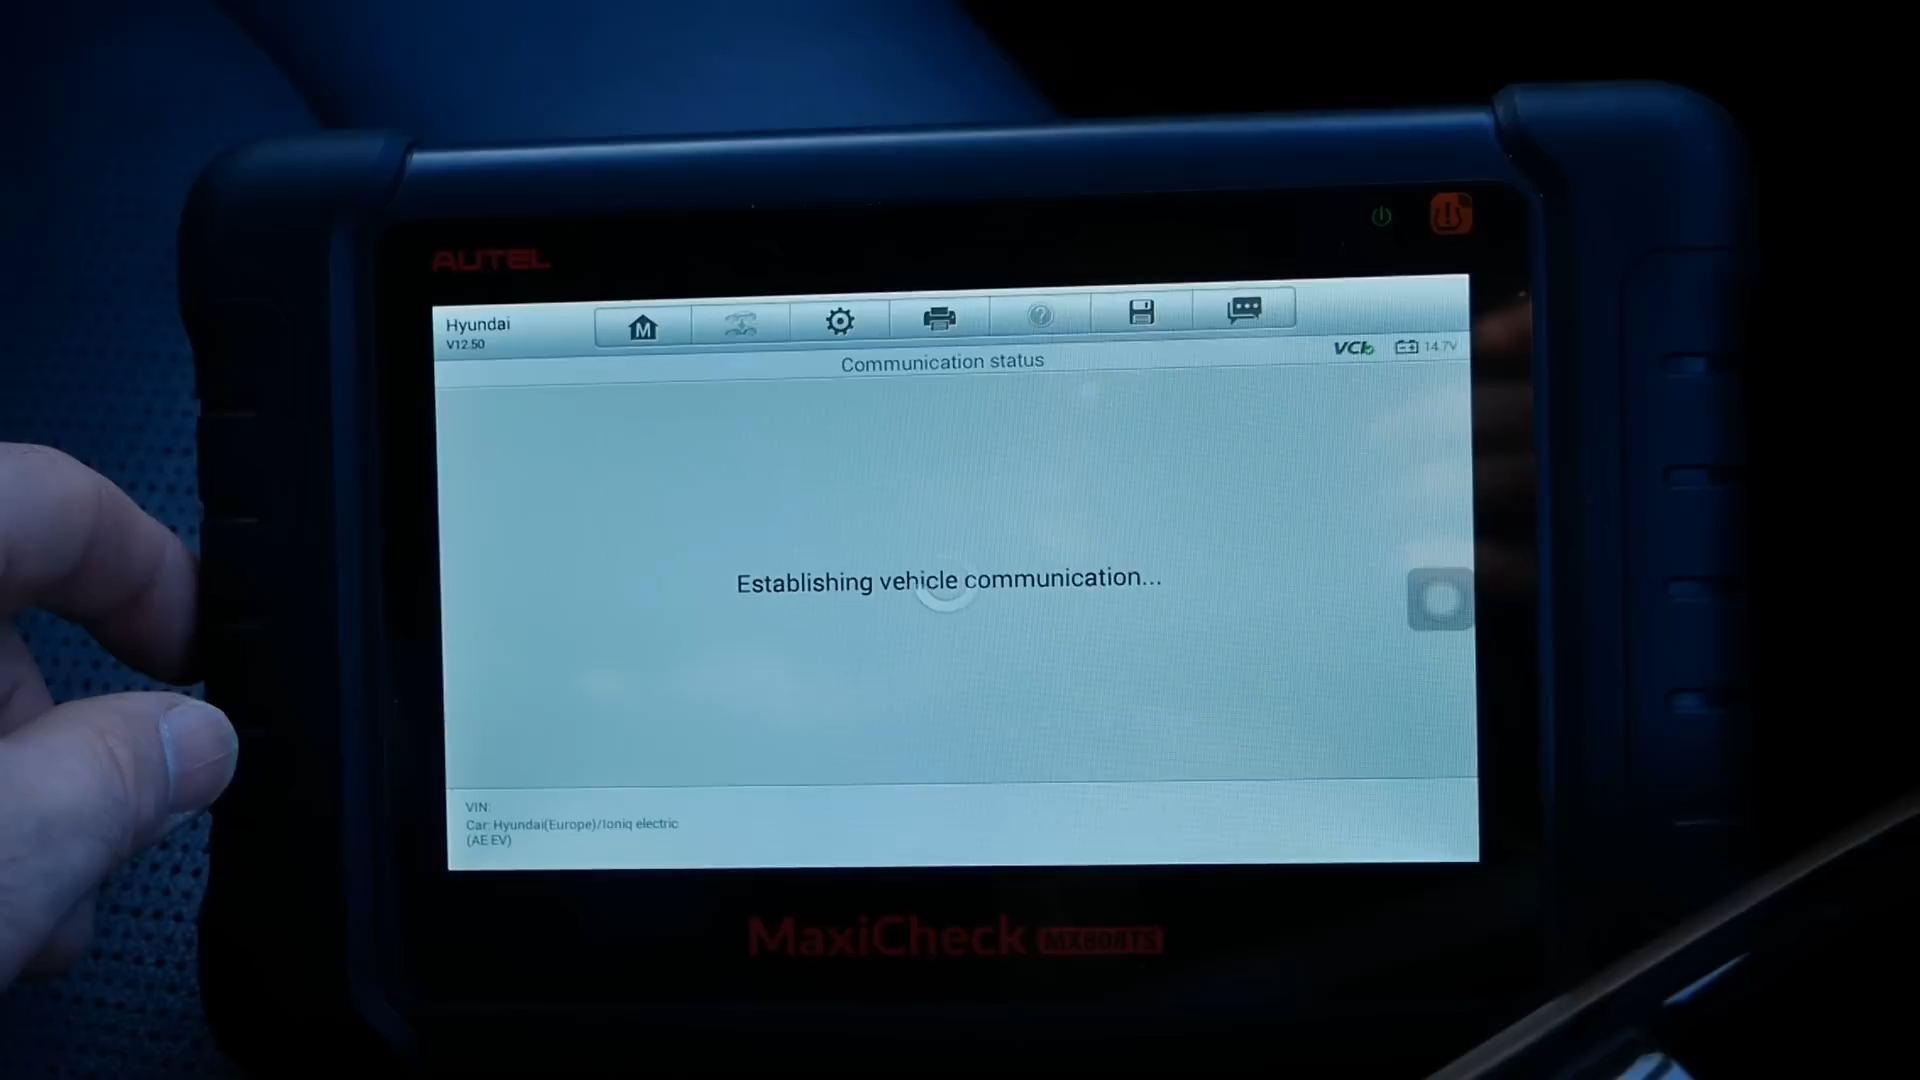 AUTEL
Hyundai
V12.50
M
?
Communication status
VCI
14.7V
Establishing vehicle communication...
VIN:
Car: Hyundai(Europe)/Ioniq electric
(AE EV)
MaxiCheck MX808TS